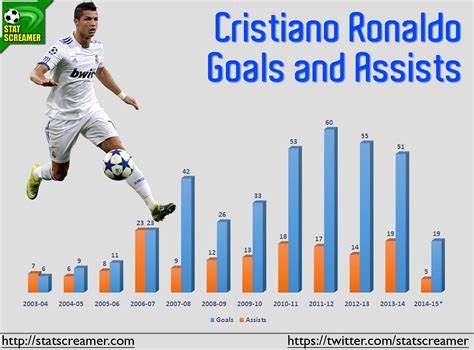 STAT
SCREAMER
Cristiano Ronaldo
Goals and Assists
bwin
7 6 6 9 8 11 23 23 9 42 12 26 13 33 18 53 17 60 14 55 19 51 5 19
2003-04 2004-05 2005-06 2006-07 2007-08 2008-09 2009-10 2010-11 2011-12 2012-13 2013-14 2014-15*
Goals Assists
http://statscreamer.com https://twitter.com/statscreamer